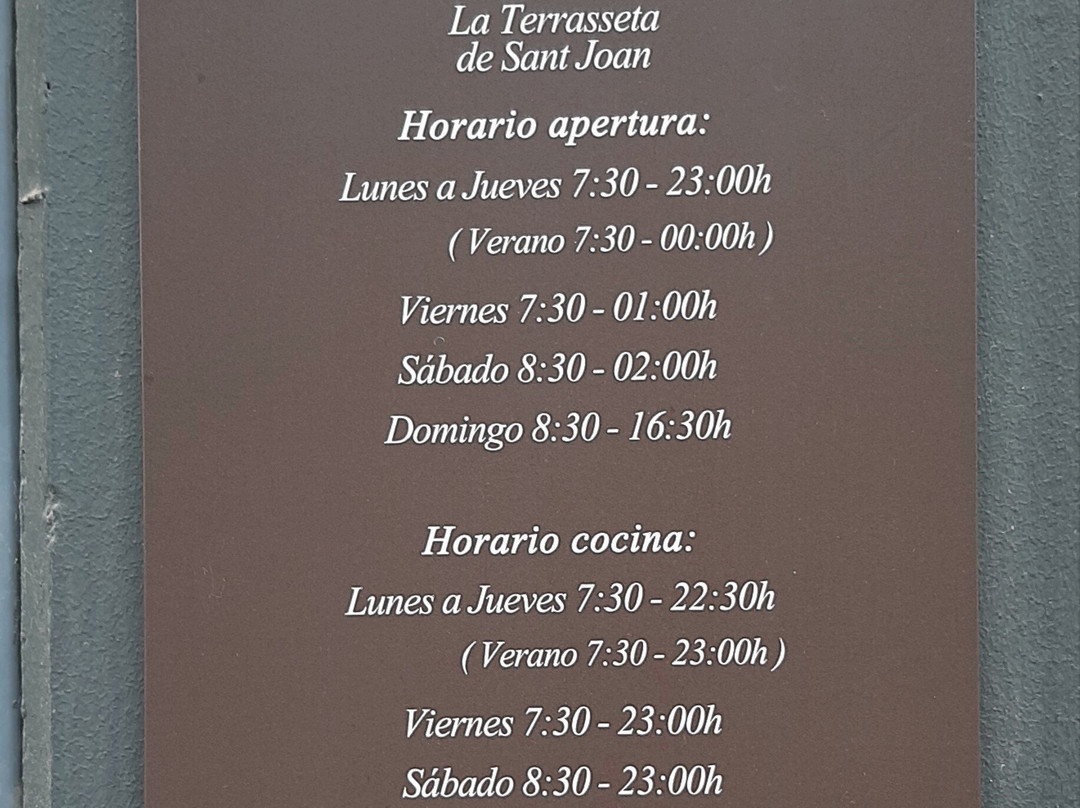 La Terrasseta
de Sant Joan
Horario apertura:
Lunes a Jueves 7:30 - 23:00h
( Verano 7:30 - 00:00h )
Viernes 7:30 - 01:00h
Sábado 8:30 - 02:00h
Domingo 8:30 - 16:30h
Horario cocina:
Lunes a Jueves 7:30 - 22:30h
( Verano 7:30 - 23:00h )
Viernes 7:30 - 23:00h
Sábado 8:30 - 23:00h